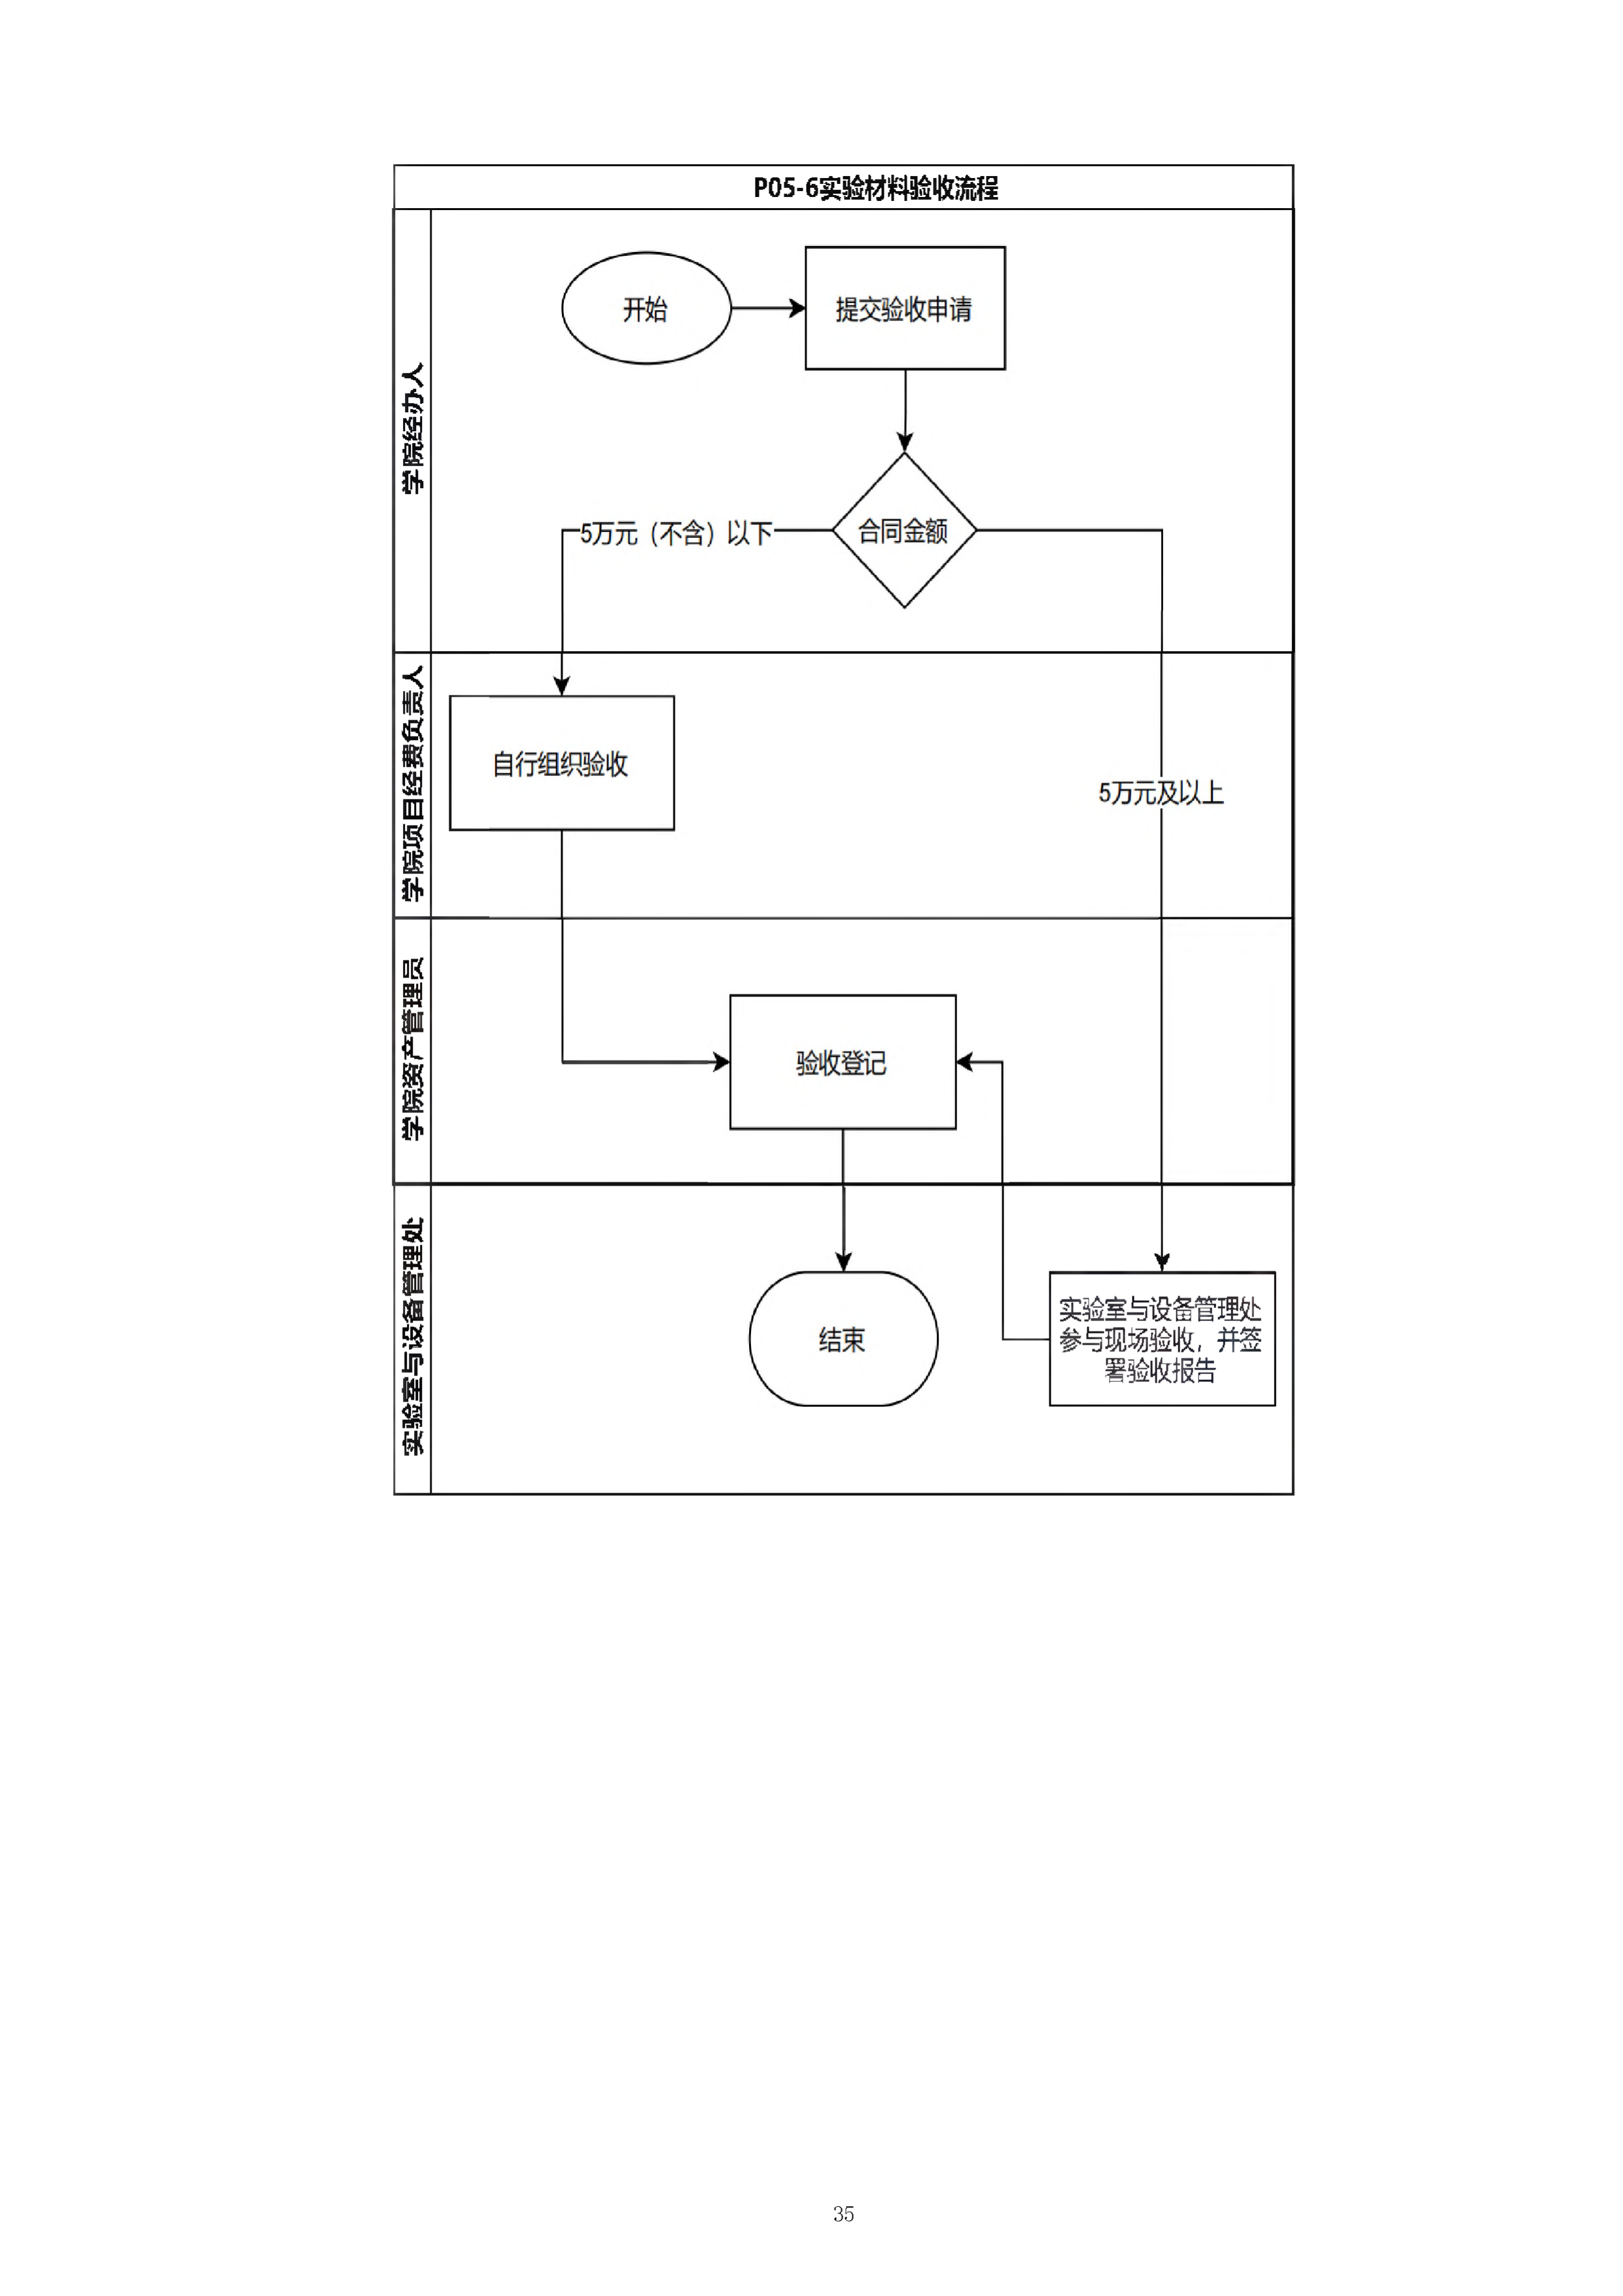 P05-6实验材料验收流程
学院经办人
开始
提交验收申请
合同金额
5万元（不含）以下
学院项目经费负责人
自行组织验收
5万元及以上
学院资产管理员
验收登记
实验室与设备管理处
结束
实验室与设备管理处
参与现场验收，并签
署验收报告
35